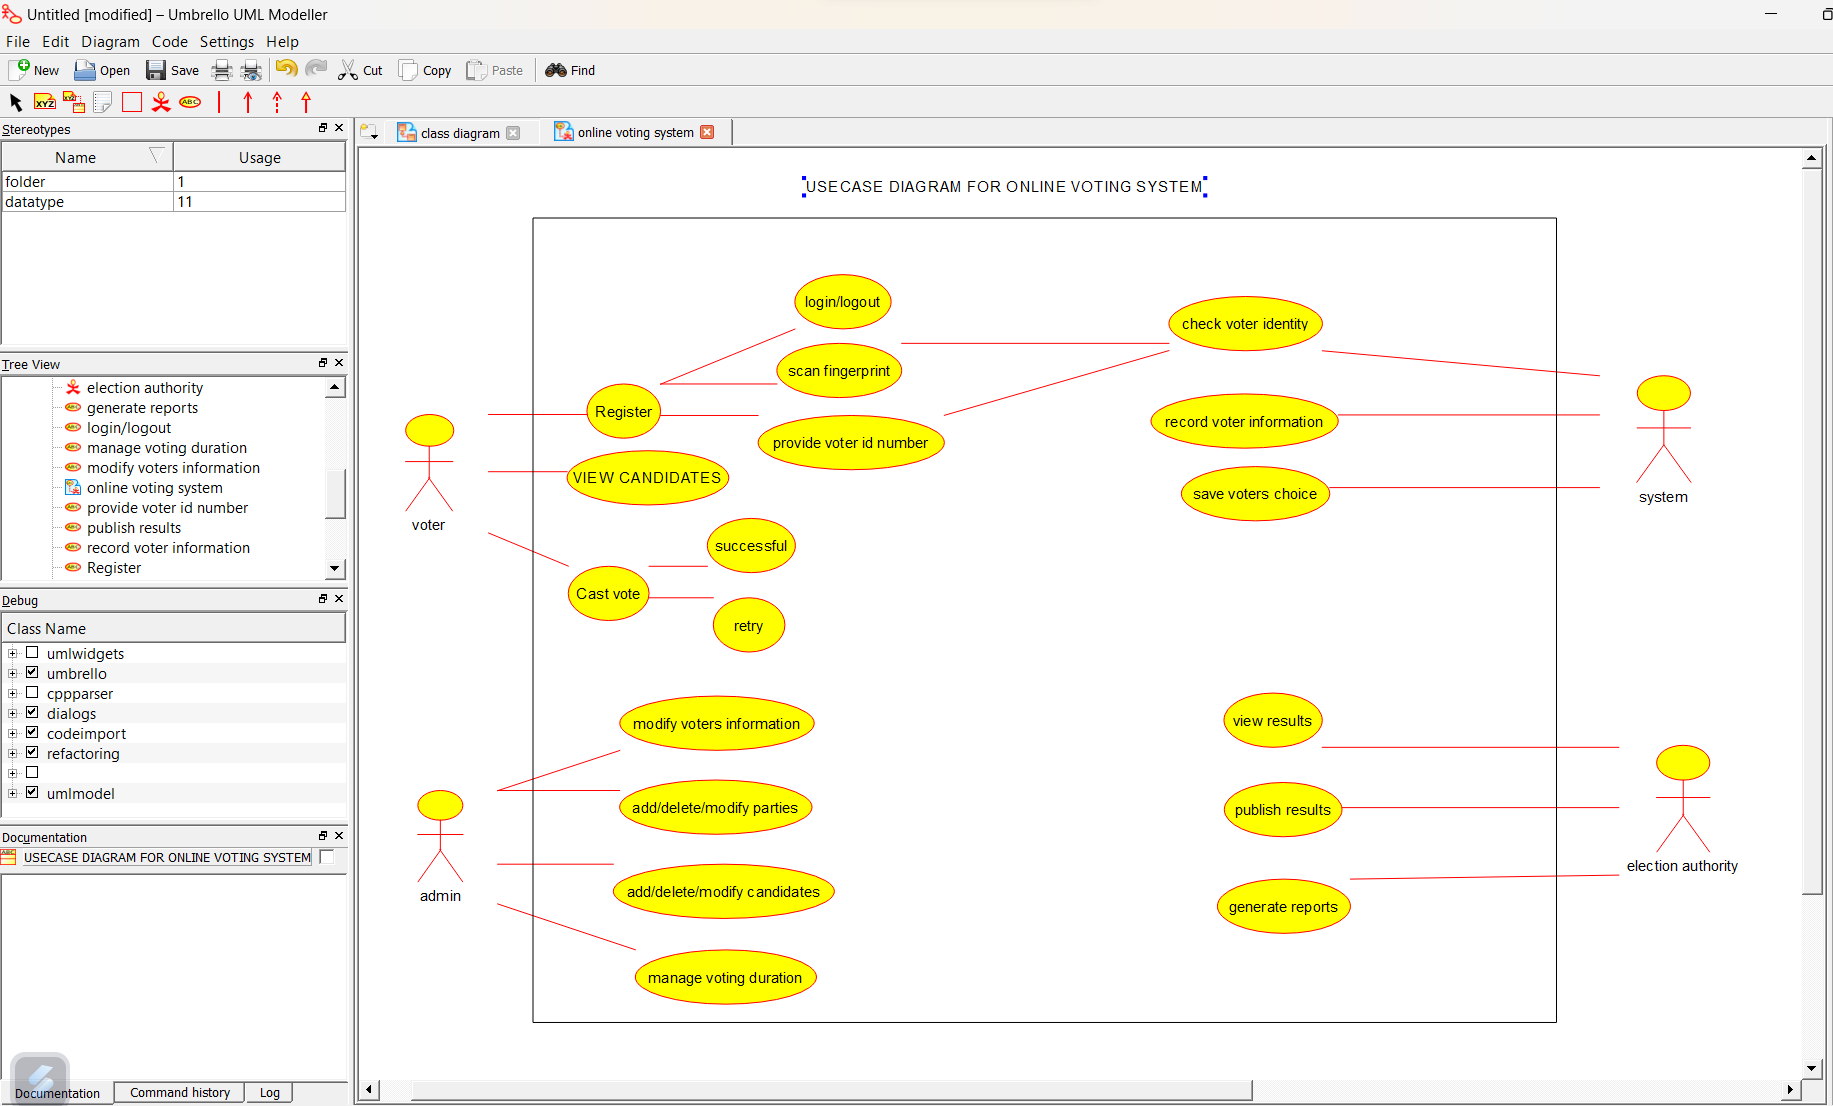 Untitled [modified] – Umbrello UML Modeller
File Edit Diagram Code Settings Help
New Open Save Cut Copy Paste Find
XYZ XYZ ABC
Stereotypes
Name Usage
folder 1
datatype 11
Tree View
election authority
generate reports
login/logout
manage voting duration
modify voters information
online voting system
provide voter id number
publish results
record voter information
Register
Debug
Class Name
umlwidgets
umbrello
cppparser
dialogs
codeimport
refactoring
umlmodel
Documentation
USECASE DIAGRAM FOR ONLINE VOTING SYSTEM
Documentation Command history Log
class diagram online voting system
USECASE DIAGRAM FOR ONLINE VOTING SYSTEM
login/logout
check voter identity
scan fingerprint
Register
record voter information
provide voter id number
VIEW CANDIDATES
save voters choice
system
voter
successful
Cast vote
retry
modify voters information
view results
add/delete/modify parties
publish results
election authority
add/delete/modify candidates
admin
generate reports
manage voting duration